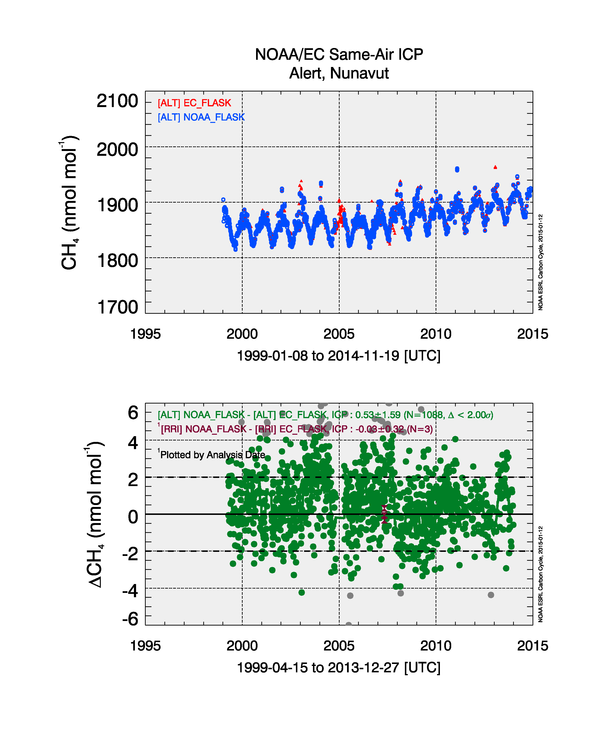 NOAA/EC Same-Air ICP
Alert, Nunavut
[ALT] EC_FLASK
[ALT] NOAA_FLASK
2100
2000
1900
1800
1700
CH₄ (nmol mol⁻¹)
NOAA ESRL Carbon Cycle, 2015-01-12
1995 2000 2005 2010 2015
1999-01-08 to 2014-11-19 [UTC]
[ALT] NOAA_FLASK - [ALT] EC_FLASK, ICP : 0.53±1.59 (N=1088, Δ < 2.00σ)
¹[RRI] NOAA_FLASK - [RRI] EC_FLASK, ICP : -0.03±0.32 (N=3)
¹Plotted by Analysis Date
6
4
2
0
-2
-4
-6
ΔCH₄ (nmol mol⁻¹)
NOAA ESRL Carbon Cycle, 2015-01-12
1995 2000 2005 2010 2015
1999-04-15 to 2013-12-27 [UTC]